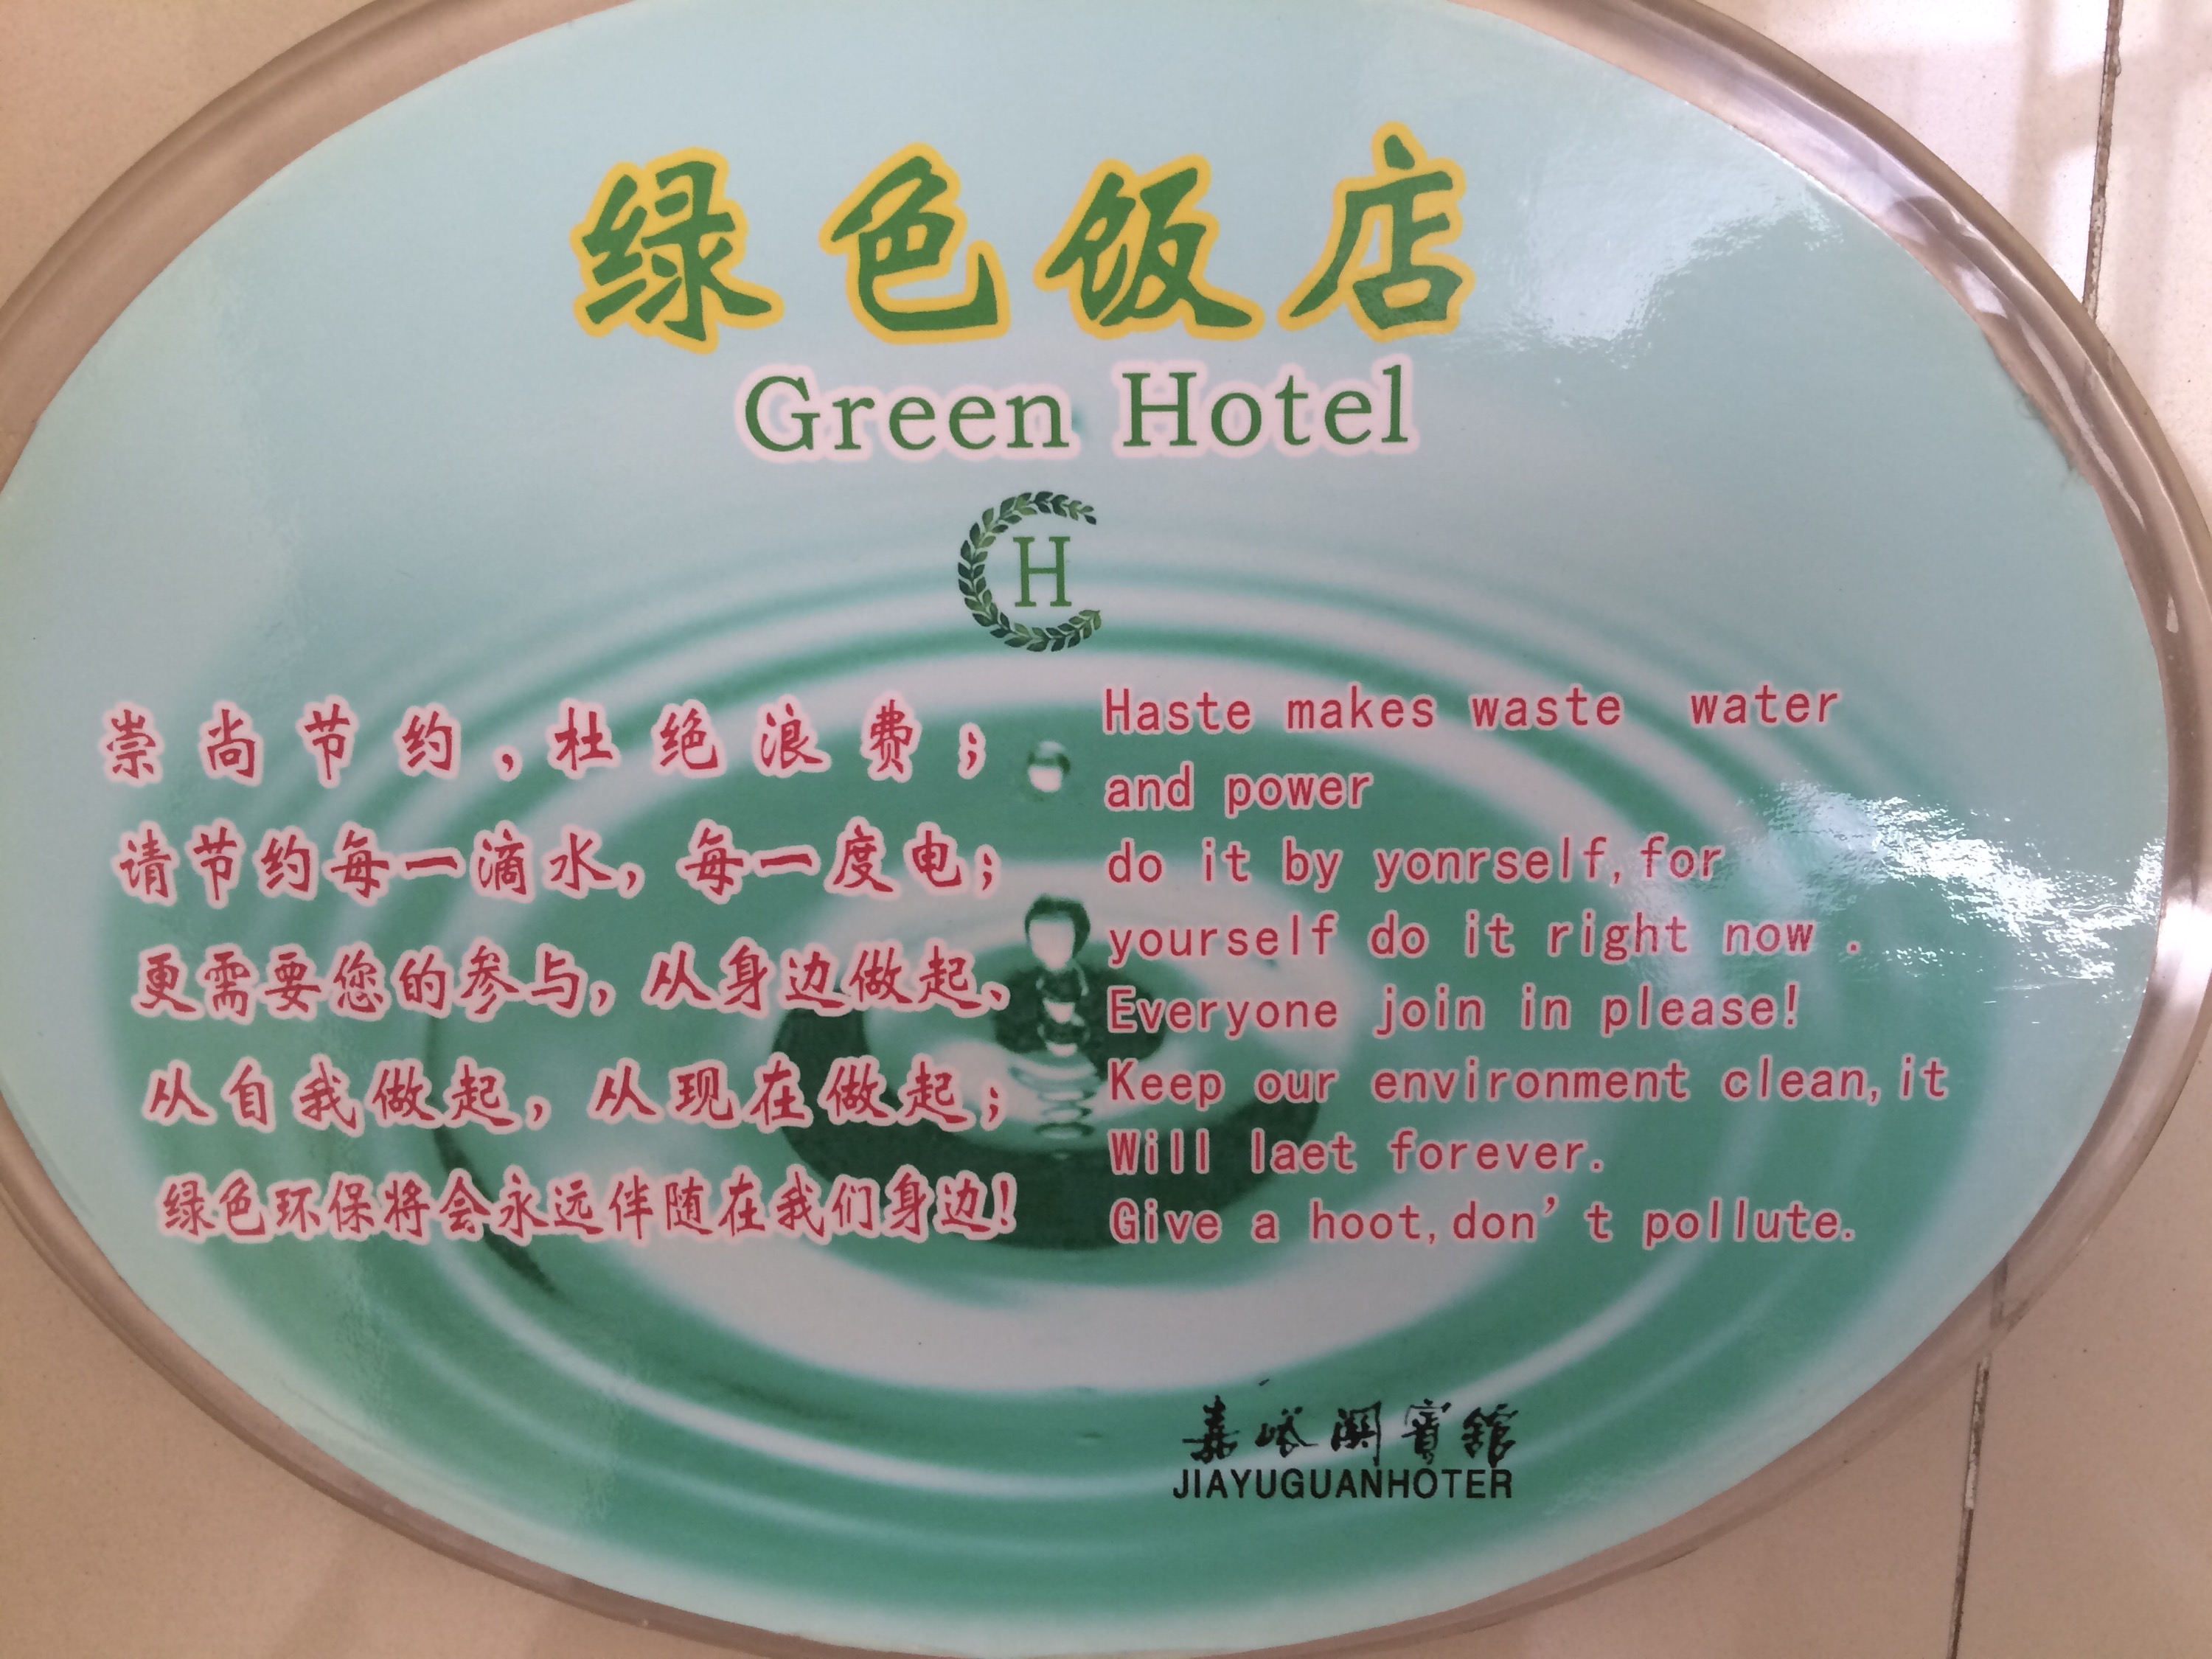 绿色饭店
Green Hotel
H
崇尚节约,杜绝浪费;
请节约每一滴水,每一度电;
更需要您的参与,从身边做起、
从自我做起,从现在做起;
绿色环保将会永远伴随在我们身边!
Haste makes waste water
and power
do it by yonrself,for
yourself do it right now .
Everyone join in please!
Keep our environment clean,it
Will laet forever.
Give a hoot,don't pollute.
嘉峪關賓館
JIAYUGUANHOTER